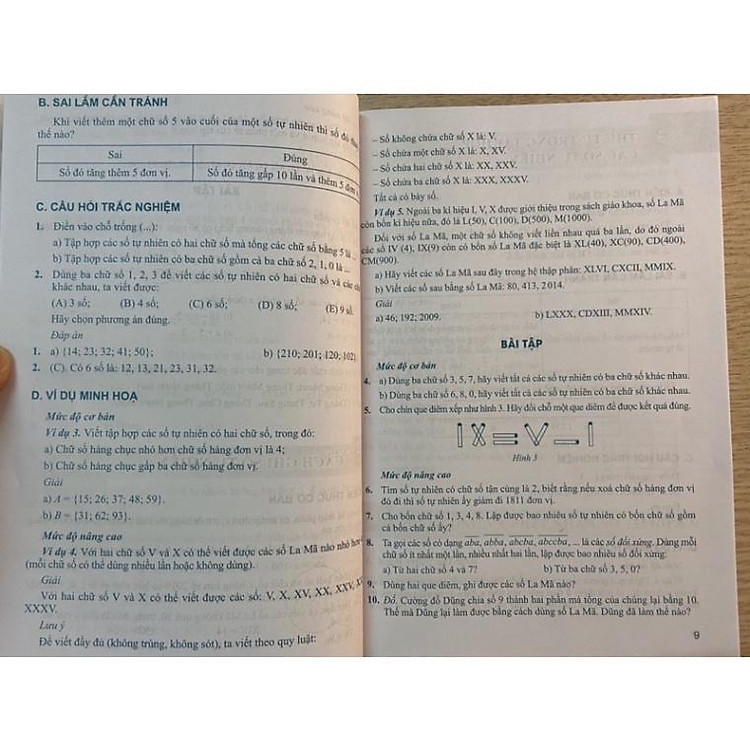 B. SAI LẦM CẦN TRÁNH
Khi viết thêm một chữ số 5 vào cuối của một số tự nhiên thì số đó thay
thế nào?
Sai
Đúng
Số đó tăng thêm 5 đơn vị.
Số đó tăng gấp 10 lần và thêm 5 đơn
C. CÂU HỎI TRẮC NGHIỆM
1. Điền vào chỗ trống (...):
a) Tập hợp các số tự nhiên có hai chữ số mà tổng các chữ số bằng 5 là ...
b) Tập hợp các số tự nhiên có ba chữ số gồm cả ba chữ số 2, 1, 0 là ...
2. Dùng ba chữ số 1, 2, 3 để viết các số tự nhiên có hai chữ số và các chữ
khác nhau, ta viết được:
(A) 3 số; (B) 4 số; (C) 6 số; (D) 8 số; (E) 9 số.
Hãy chọn phương án đúng.
Đáp án
1. a) {14; 23; 32; 41; 50}; b) {210; 201; 120; 102}
2. (C). Có 6 số là: 12, 13, 21, 23, 31, 32.
D. VÍ DỤ MINH HOẠ
Mức độ cơ bản
Ví dụ 3. Viết tập hợp các số tự nhiên có hai chữ số, trong đó:
a) Chữ số hàng chục nhỏ hơn chữ số hàng đơn vị là 4;
b) Chữ số hàng chục gấp ba chữ số hàng đơn vị.
Giải
a) A = {15; 26; 37; 48; 59}.
b) B = {31; 62; 93}.
Mức độ nâng cao
Ví dụ 4. Với hai chữ số V và X có thể viết được các số La Mã nào nhỏ hơn
(mỗi chữ số có thể dùng nhiều lần hoặc không dùng).
Giải
Với hai chữ số V và X có thể viết được các số: V, X, XV, XX, XXV,
XXXV.
Lưu ý
Để viết đầy đủ (không trùng, không sót), ta viết theo quy luật:
– Số không chứa chữ số X là: V.
– Số chứa một chữ số X là: X, XV.
– Số chứa hai chữ số X là: XX, XXV.
– Số chứa ba chữ số X là: XXX, XXXV.
Tất cả có bảy số.
Ví dụ 5. Ngoài ba kí hiệu I, V, X được giới thiệu trong sách giáo khoa, số La Mã
còn bốn kí hiệu nữa, đó là L(50), C(100), D(500), M(1000).
Đối với số La Mã, một chữ số không viết liền nhau quá ba lần, do đó ngoài
các số IV (4), IX(9) còn có bốn số La Mã đặc biệt là XL(40), XC(90), CD(400),
CM(900).
a) Hãy viết các số La Mã sau đây trong hệ thập phân: XLVI, CXCII, MMIX.
b) Viết các số sau bằng số La Mã: 80, 413, 2014.
Giải
a) 46; 192; 2009. b) LXXX, CDXIII, MMXIV.
BÀI TẬP
Mức độ cơ bản
4. a) Dùng ba chữ số 3, 5, 7, hãy viết tất cả các số tự nhiên có ba chữ số khác nhau.
b) Dùng ba chữ số 6, 8, 0, hãy viết tất cả các số tự nhiên có ba chữ số khác nhau.
5. Cho chín que diêm xếp như hình 3. Hãy đổi chỗ một que diêm để được kết quả đúng.
IX=V–I
Hình 3
Mức độ nâng cao
6. Tìm số tự nhiên có chữ số tận cùng là 2, biết rằng nếu xoá chữ số hàng đơn vị
đó đi thì số tự nhiên ấy giảm đi 1811 đơn vị.
7. Cho bốn chữ số 1, 3, 4, 8. Lập được bao nhiêu số tự nhiên có bốn chữ số gồm
cả bốn chữ số ấy?
8. Ta gọi các số có dạng aba, abba, abcba, abccba, ... là các số đối xứng. Dùng mỗi
chữ số ít nhất một lần, nhiều nhất hai lần, lập được bao nhiêu số đối xứng:
a) Từ hai chữ số 4 và 7? b) Từ ba chữ số 3, 5, 0?
9. Dùng hai que diêm, ghi được các số La Mã nào?
10. Đố. Cường đố Dũng chia số 9 thành hai phần mà tổng của chúng lại bằng 10.
Thế mà Dũng lại làm được bằng cách dùng số La Mã. Dũng đã làm thế nào?
9